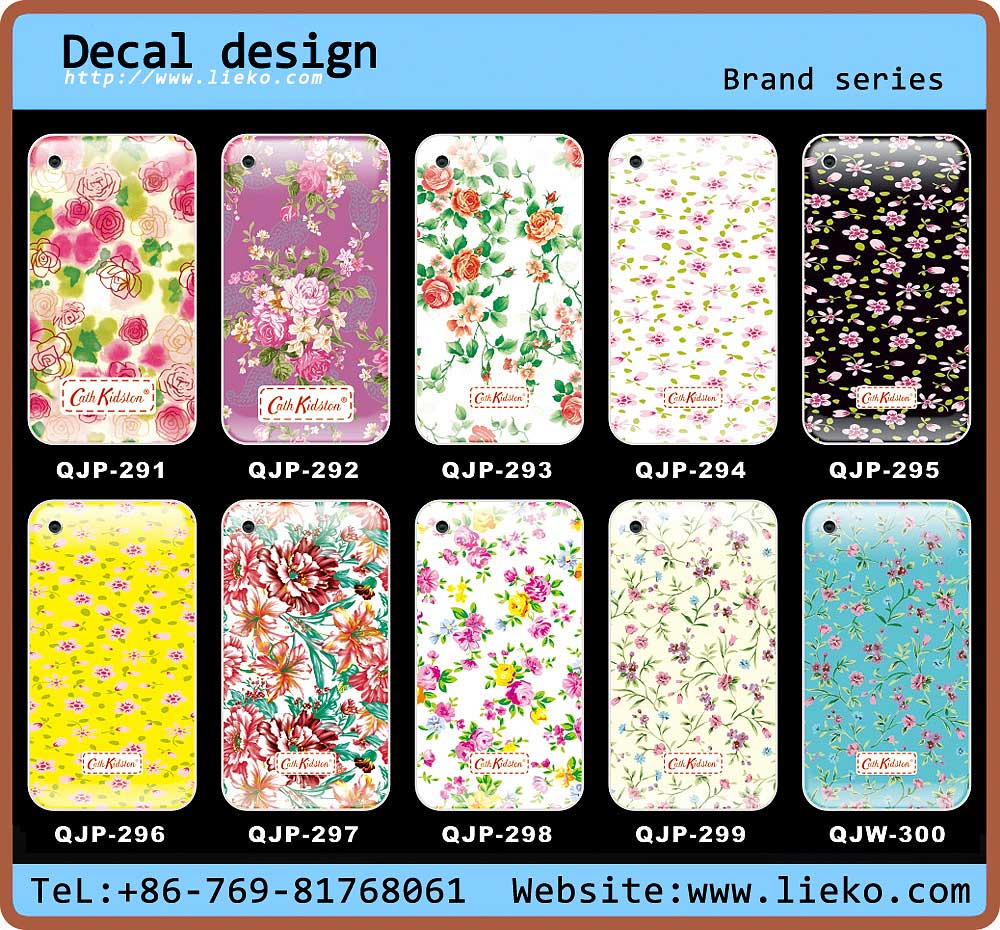 Decal design
http://www.lieko.com
Brand series
Cath Kidston®
Cath Kidston®
Cath Kidston
Cath Kidston
Cath Kidston
QJP-291 QJP-292 QJP-293 QJP-294 QJP-295
Cath Kidston
Cath Kidston
Cath Kidston
Cath Kidston
Cath Kidston
QJP-296 QJP-297 QJP-298 QJP-299 QJW-300
TeL:+86-769-81768061 Website:www.lieko.com